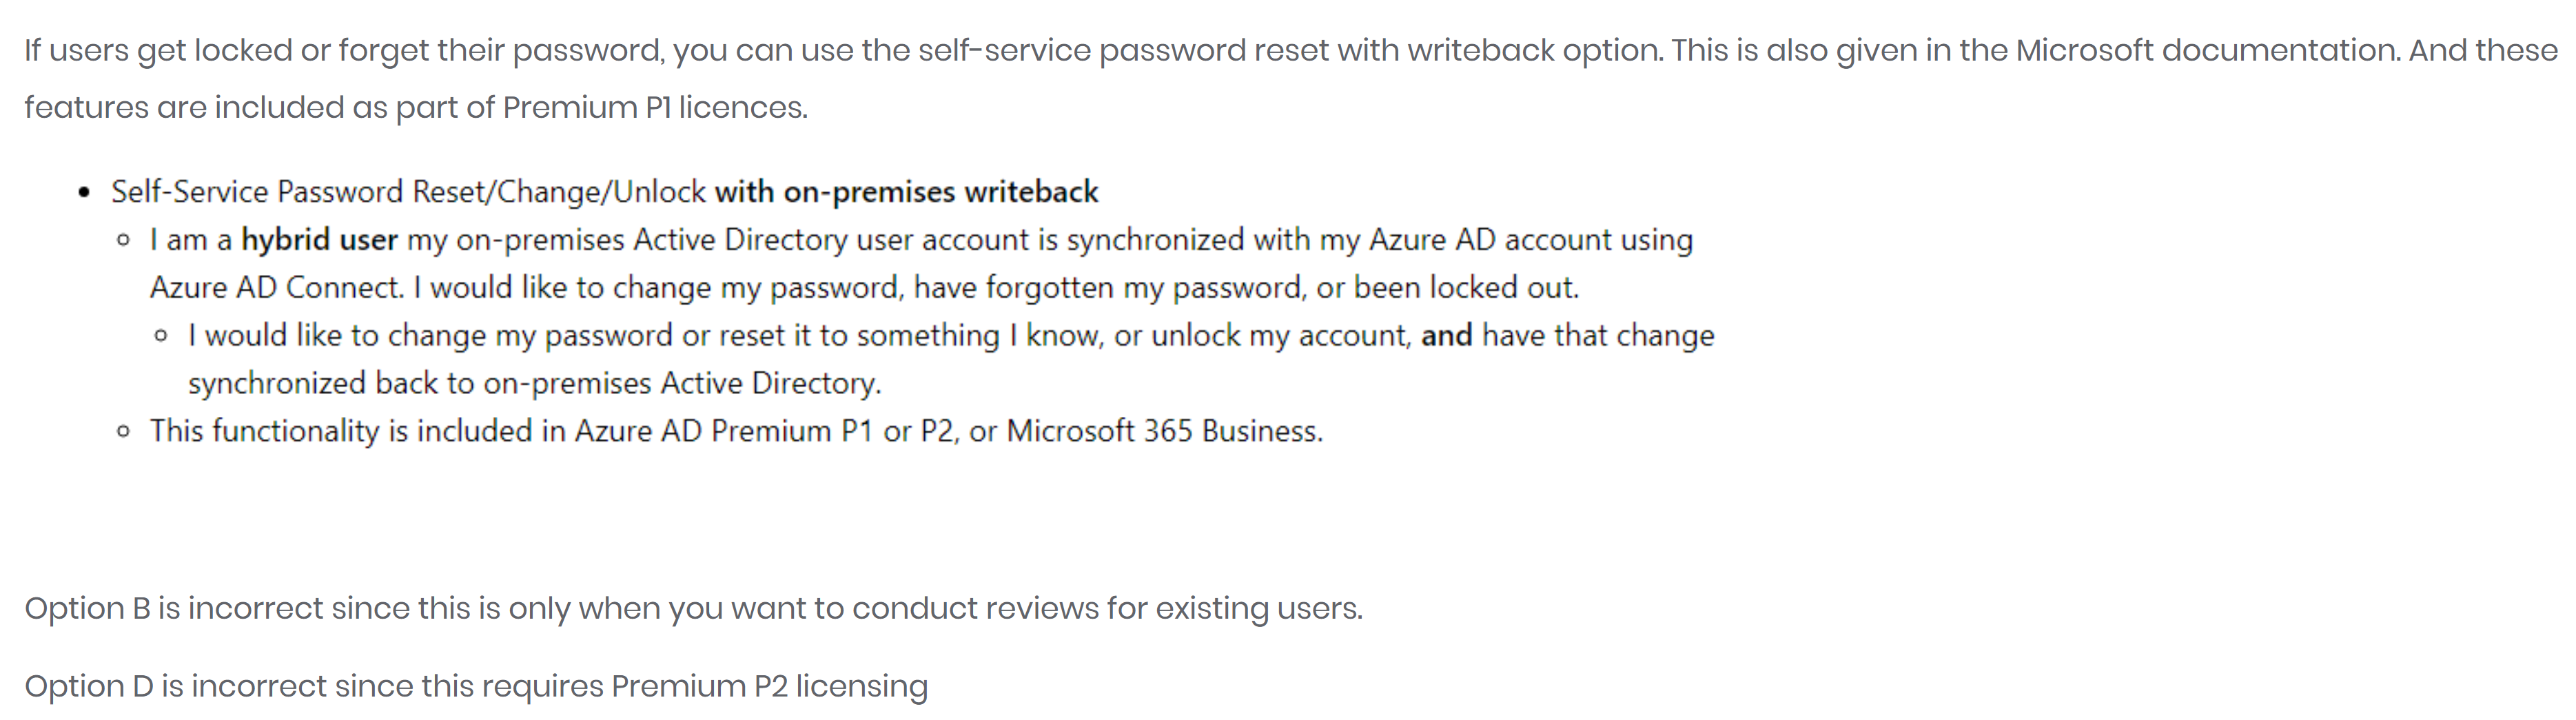 If users get locked or forget their password, you can use the self-service password reset with writeback option. This is also given in the Microsoft documentation. And these
features are included as part of Premium P1 licences.
• Self-Service Password Reset/Change/Unlock with on-premises writeback
○ I am a hybrid user my on-premises Active Directory user account is synchronized with my Azure AD account using
Azure AD Connect. I would like to change my password, have forgotten my password, or been locked out.
○ I would like to change my password or reset it to something I know, or unlock my account, and have that change
synchronized back to on-premises Active Directory.
○ This functionality is included in Azure AD Premium P1 or P2, or Microsoft 365 Business.
Option B is incorrect since this is only when you want to conduct reviews for existing users.
Option D is incorrect since this requires Premium P2 licensing